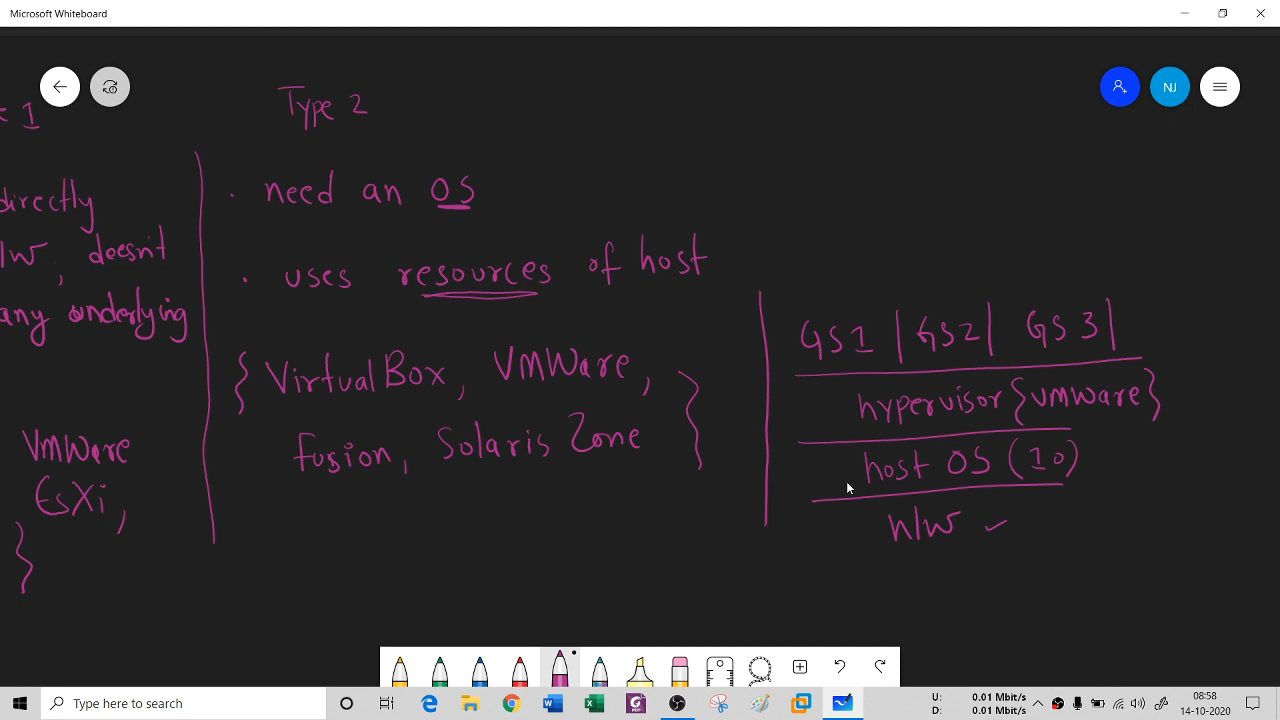 Microsoft Whiteboard
NJ
e 1
directly
/w, doesn't
any underlying
VMWare
EsXi,
}
Type 2
· need an OS
· uses resources of host
{ VirtualBox, VMWare,
fusion, Solaris Zone }
GS1 | GS2 | GS3 |
hypervisor {vmware}
host OS (10)
h/w ✓
Type here to search
U: 0.01 Mbit/s
D: 0.01 Mbit/s
08:58
14-10-2020